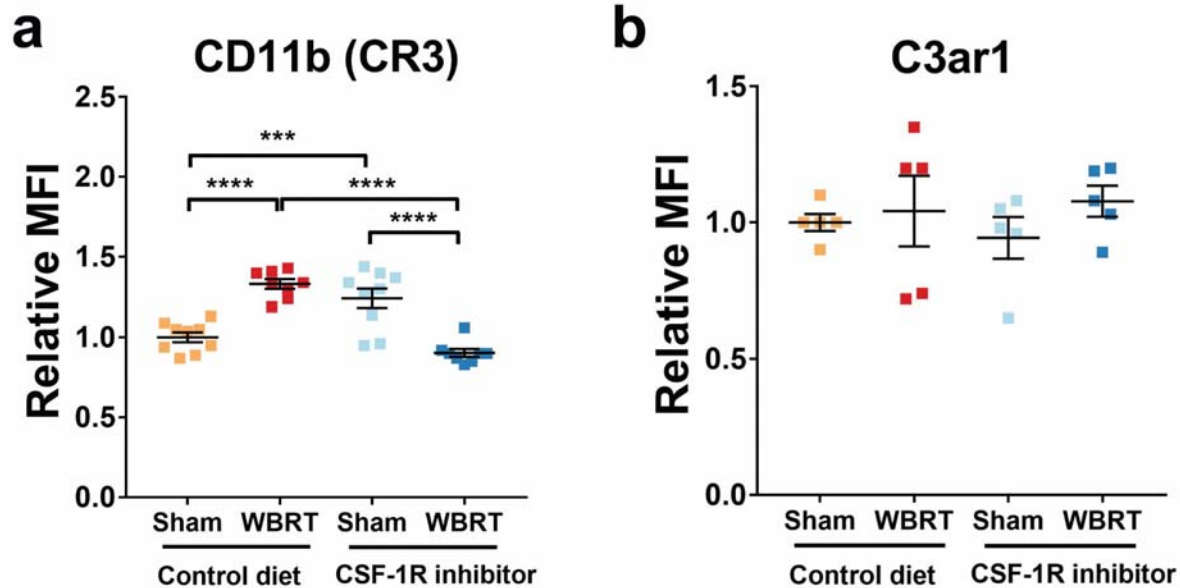 a
CD11b (CR3)
Relative MFI
2.5
2.0
1.5
1.0
0.5
0.0
***
****
****
****
Sham WBRT Sham WBRT
Control diet CSF-1R inhibitor
b
C3ar1
Relative MFI
1.5
1.0
0.5
0.0
Sham WBRT Sham WBRT
Control diet CSF-1R inhibitor